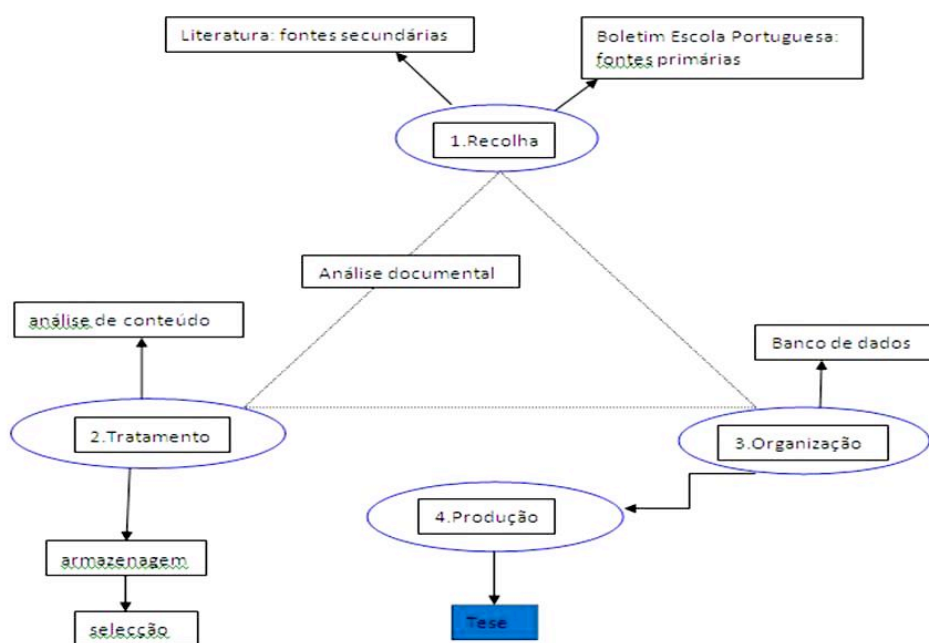 Literatura: fontes secundárias
Boletim Escola Portuguesa:
fontes primárias
1.Recolha
Análise documental
análise de conteúdo
Banco de dados
2.Tratamento
3.Organização
4.Produção
armazenagem
selecção
Tese